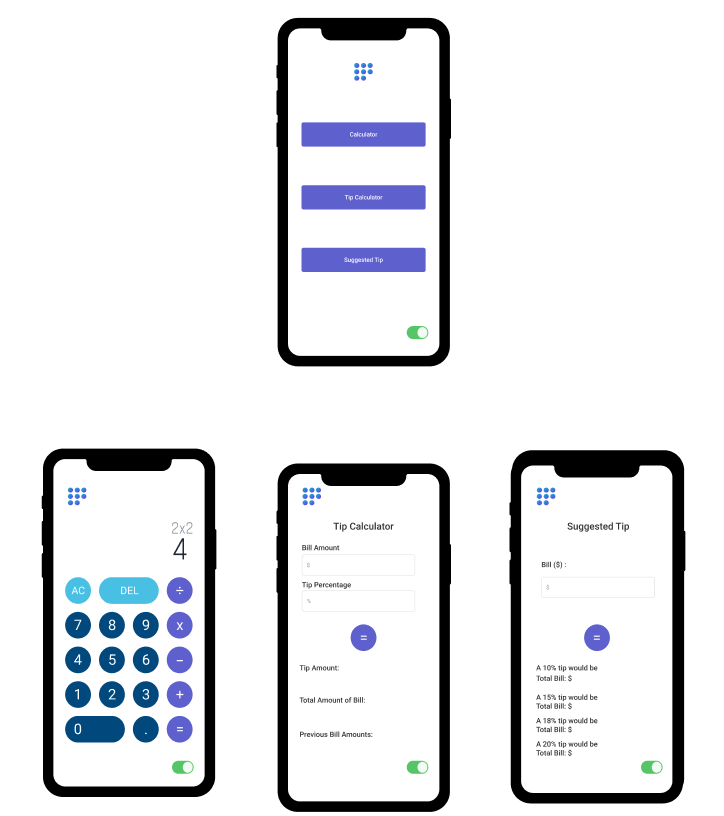 Calculator
Tip Calculator
Suggested Tip
2x2
4
AC DEL ÷
7 8 9 x
4 5 6 −
1 2 3 +
0 . =
Tip Calculator
Bill Amount
$
Tip Percentage
%
=
Tip Amount:
Total Amount of Bill:
Previous Bill Amounts:
Suggested Tip
Bill ($) :
$
=
A 10% tip would be
Total Bill: $
A 15% tip would be
Total Bill: $
A 18% tip would be
Total Bill: $
A 20% tip would be
Total Bill: $